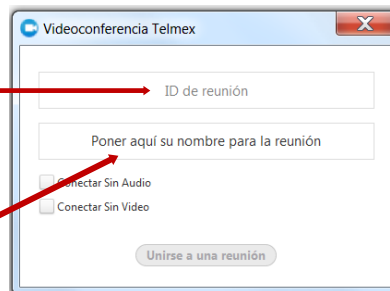 Videoconferencia Telmex
ID de reunión
Poner aquí su nombre para la reunión
Conectar Sin Audio
Conectar Sin Video
Unirse a una reunión